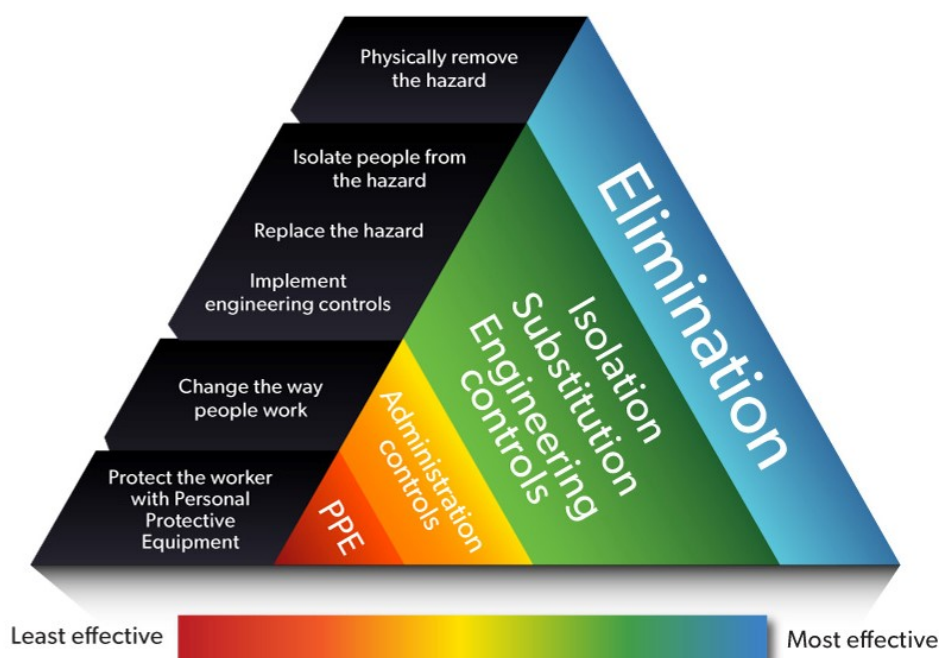 Physically remove
the hazard
Isolate people from
the hazard
Replace the hazard
Implement
engineering controls
Change the way
people work
Protect the worker
with Personal
Protective
Equipment
Elimination
Isolation
Substitution
Engineering
controls
Administration
controls
PPE
Least effective
Most effective